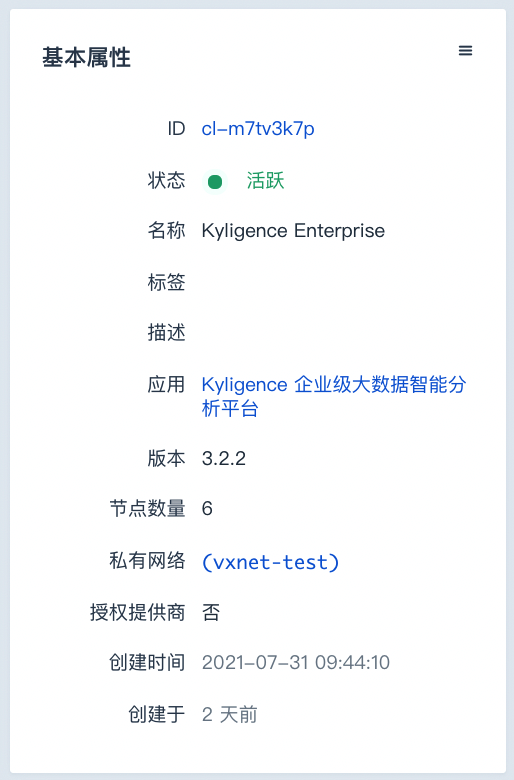 基本属性
ID cl-m7tv3k7p
状态 活跃
名称 Kyligence Enterprise
标签
描述
应用 Kyligence 企业级大数据智能分
析平台
版本 3.2.2
节点数量 6
私有网络 (vxnet-test)
授权提供商 否
创建时间 2021-07-31 09:44:10
创建于 2 天前